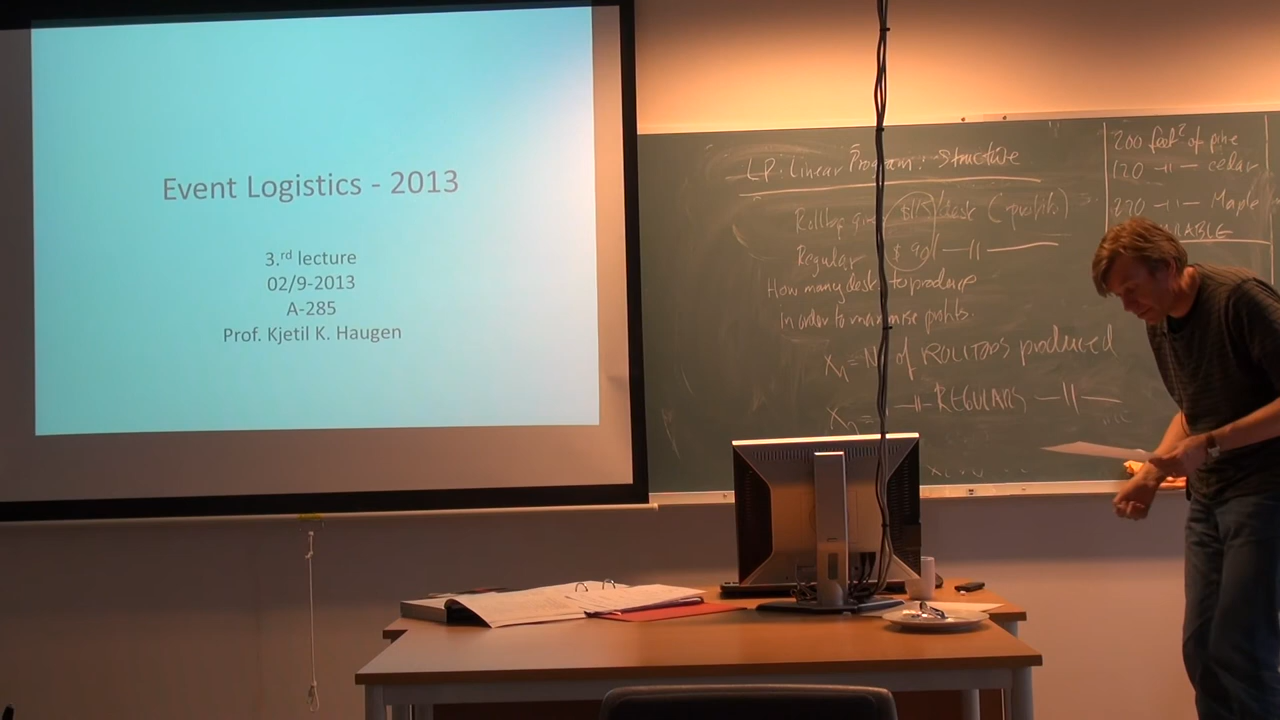 Event Logistics - 2013
3.rd lecture
02/9-2013
A-285
Prof. Kjetil K. Haugen
LP: Linear Program: Structure
Rolltop gives $115/desk (profits)
Regular $90/ —||—
How many desks to produce
in order to maximise profits.
X₁ = of ROLLTOPS produced
—||— REGULARS —||—
200 feet² of pine
120 —||— cedar
220 —||— Maple